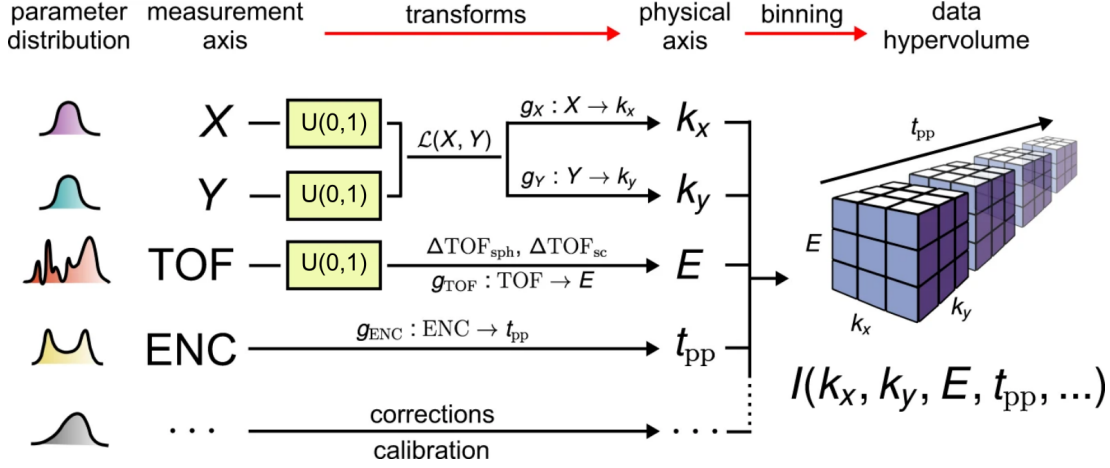 parameter distribution
measurement axis
transforms
physical axis
binning
data hypervolume
X
U(0,1)
ℒ(X, Y)
g_X : X → k_x
k_x
Y
U(0,1)
g_Y : Y → k_y
k_y
TOF
U(0,1)
ΔTOF_sph, ΔTOF_sc
g_TOF : TOF → E
E
ENC
g_ENC : ENC → t_pp
t_pp
· · ·
corrections
calibration
· · ·
t_pp
E
k_x
k_y
I(k_x, k_y, E, t_pp, ...)